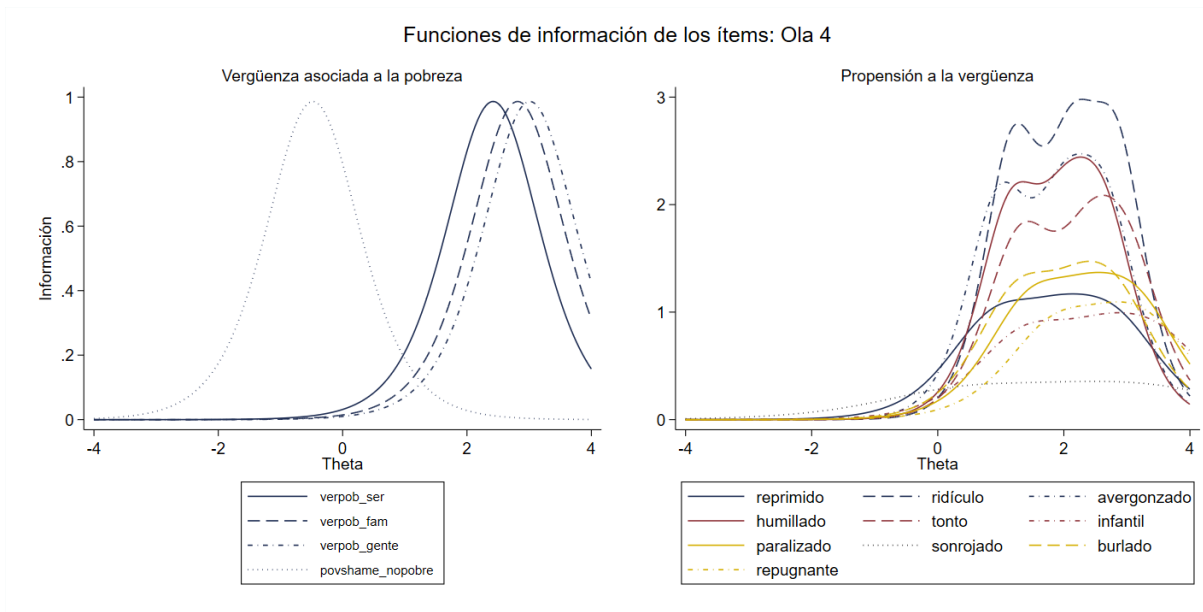 Funciones de información de los ítems: Ola 4
Vergüenza asociada a la pobreza
1
.8
.6
.4
.2
0
Información
-4 -2 0 2 4
Theta
verpob_ser
verpob_fam
verpob_gente
povshame_nopobre
Propensión a la vergüenza
3
2
1
0
-4 -2 0 2 4
Theta
reprimido ridículo avergonzado
humillado tonto infantil
paralizado sonrojado burlado
repugnante